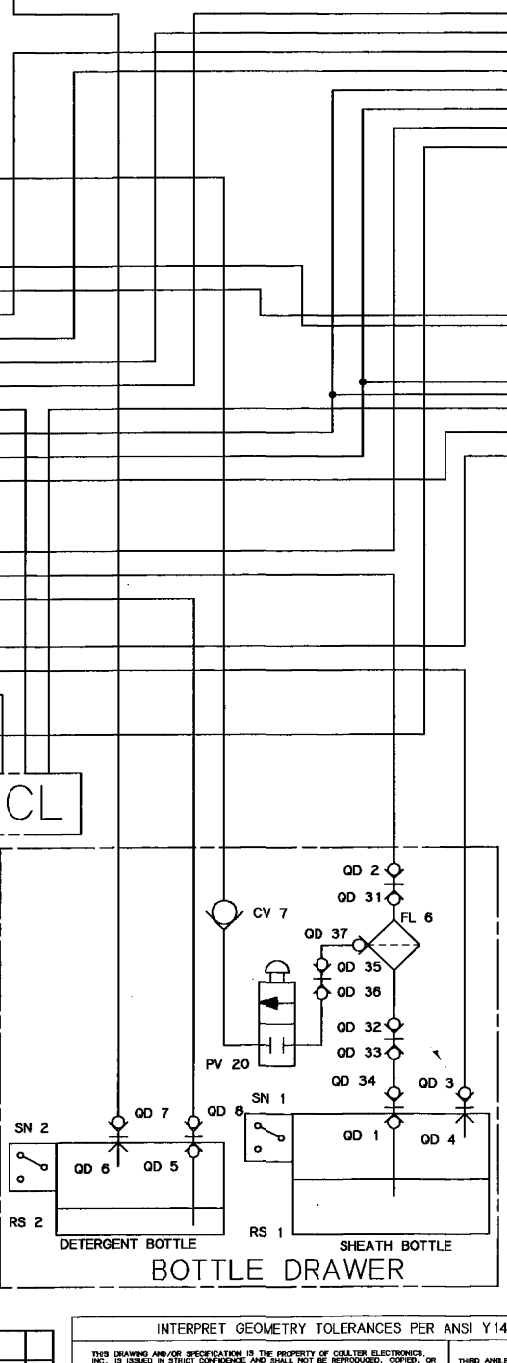 CL
QD 2
QD 31
CV 7
FL 6
QD 37
QD 35
QD 36
QD 32
QD 33
PV 20
QD 34
QD 3
SN 1
QD 7
QD 8
SN 2
QD 1
QD 4
QD 6
QD 5
RS 2
RS 1
DETERGENT BOTTLE
SHEATH BOTTLE
BOTTLE DRAWER
INTERPRET GEOMETRY TOLERANCES PER ANSI Y14
THIS DRAWING AND/OR SPECIFICATION IS THE PROPERTY OF COULTER ELECTRONICS,
INC. IS ISSUED IN STRICT CONFIDENCE AND SHALL NOT BE REPRODUCED, COPIED, OR
THIRD ANGLE